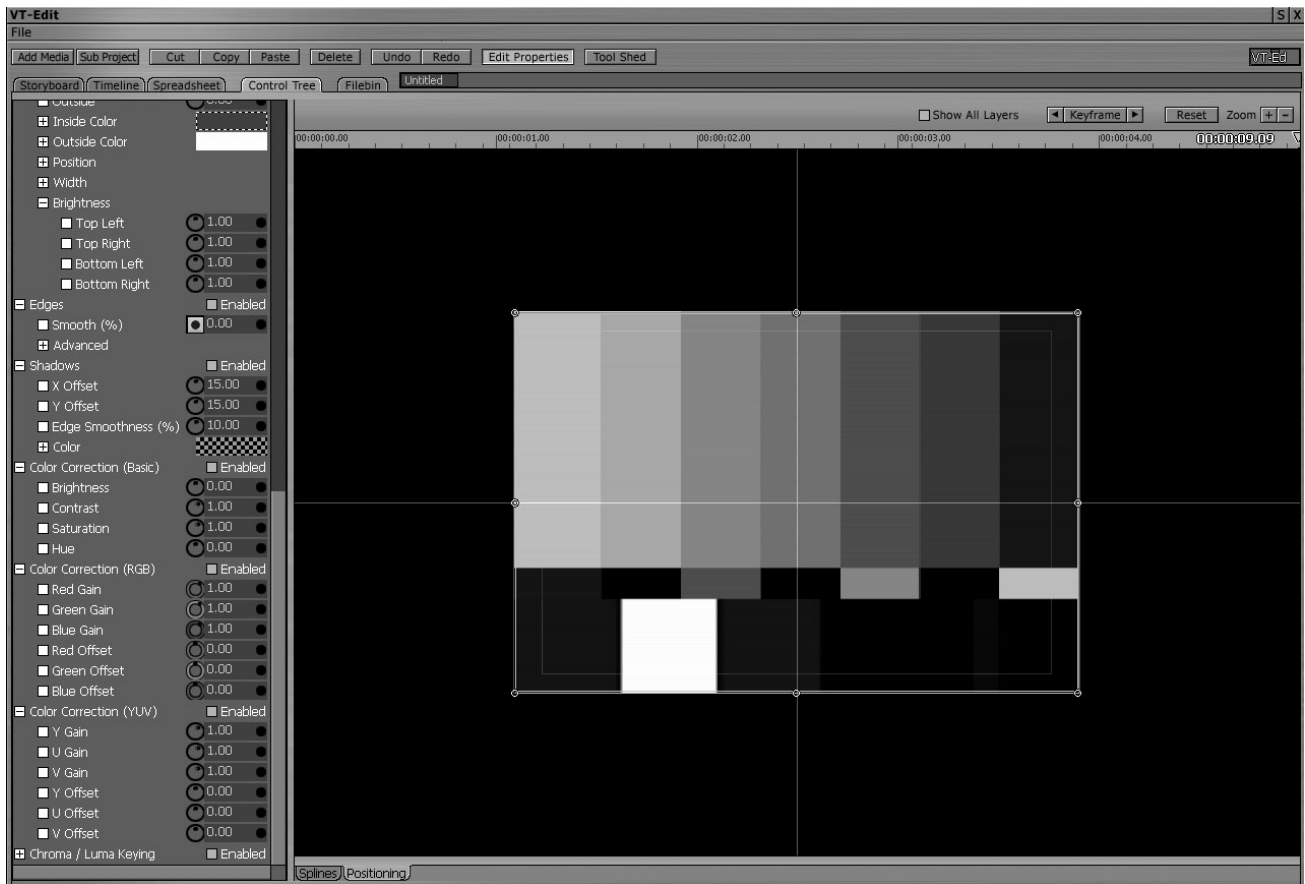 VT-Edit S X
File
Add Media Sub Project Cut Copy Paste Delete Undo Redo Edit Properties Tool Shed VT-Ed
Storyboard Timeline Spreadsheet Control Tree Filebin Untitled
Show All Layers Keyframe Reset Zoom + -
00:00:00.00 00:00:01.00 00:00:02.00 00:00:03.00 00:00:04.00 00:00:09.09
Outside 0.00
Inside Color
Outside Color
Position
Width
Brightness
Top Left 1.00
Top Right 1.00
Bottom Left 1.00
Bottom Right 1.00
Edges Enabled
Smooth (%) 0.00
Advanced
Shadows Enabled
X Offset 15.00
Y Offset 15.00
Edge Smoothness (%) 10.00
Color
Color Correction (Basic) Enabled
Brightness 0.00
Contrast 1.00
Saturation 1.00
Hue 0.00
Color Correction (RGB) Enabled
Red Gain 1.00
Green Gain 1.00
Blue Gain 1.00
Red Offset 0.00
Green Offset 0.00
Blue Offset 0.00
Color Correction (YUV) Enabled
Y Gain 1.00
U Gain 1.00
V Gain 1.00
Y Offset 0.00
U Offset 0.00
V Offset 0.00
Chroma / Luma Keying Enabled
Splines Positioning